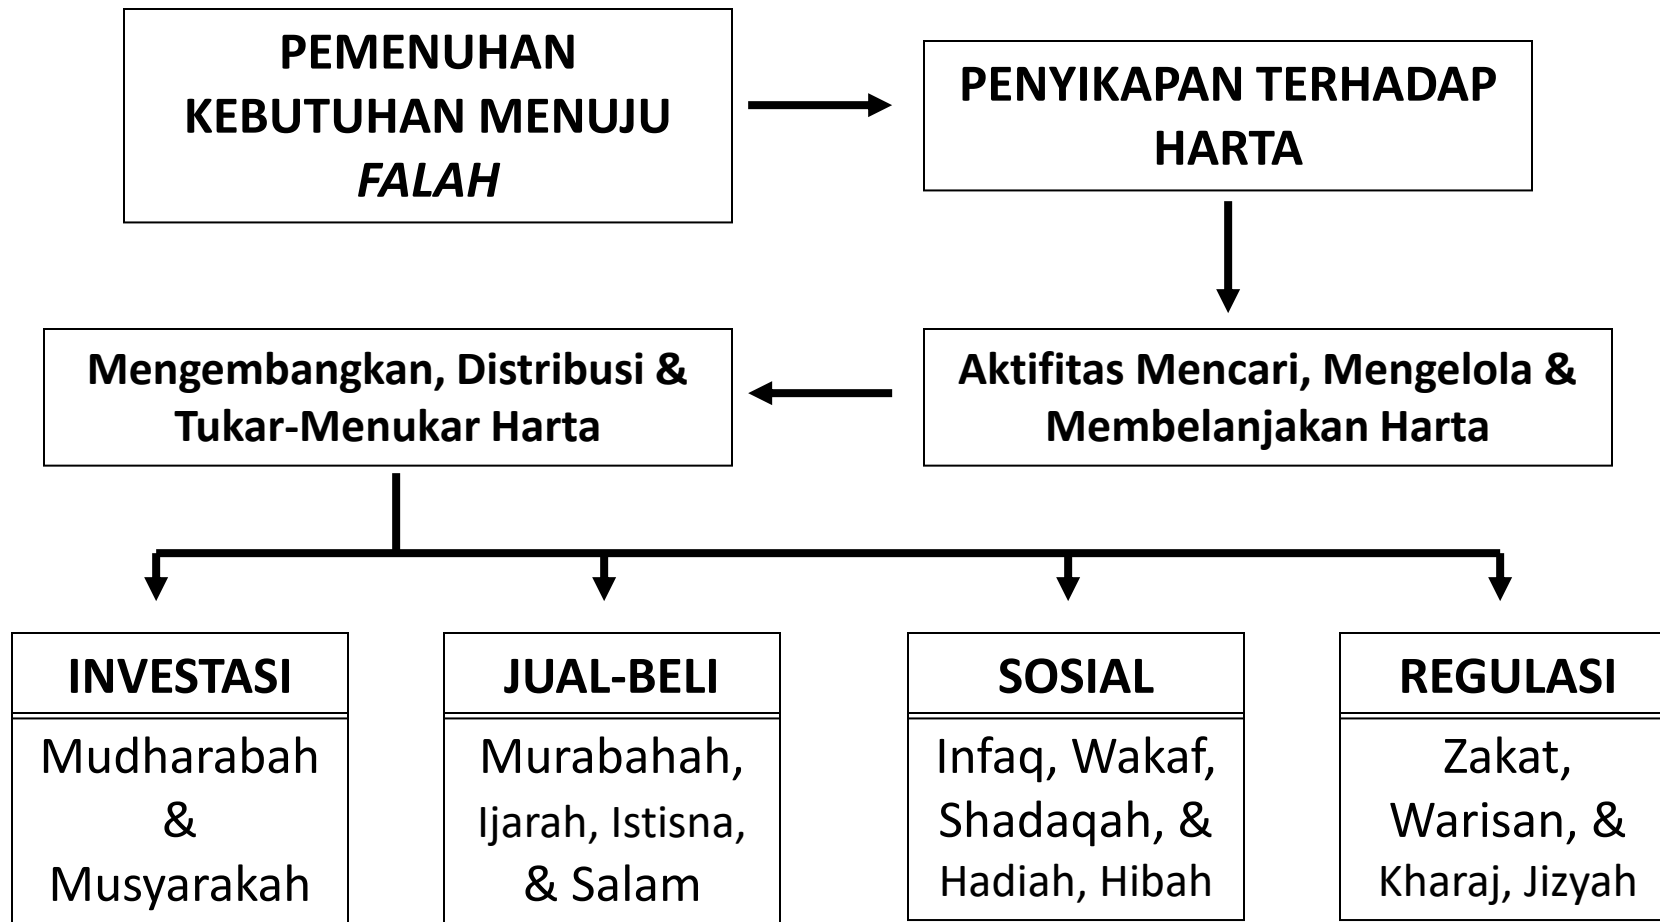 PEMENUHAN
KEBUTUHAN MENUJU
FALAH
PENYIKAPAN TERHADAP
HARTA
Mengembangkan, Distribusi &
Tukar-Menukar Harta
Aktifitas Mencari, Mengelola &
Membelanjakan Harta
INVESTASI
Mudharabah
&
Musyarakah
JUAL-BELI
Murabahah,
Ijarah, Istisna,
& Salam
SOSIAL
Infaq, Wakaf,
Shadaqah, &
Hadiah, Hibah
REGULASI
Zakat,
Warisan, &
Kharaj, Jizyah